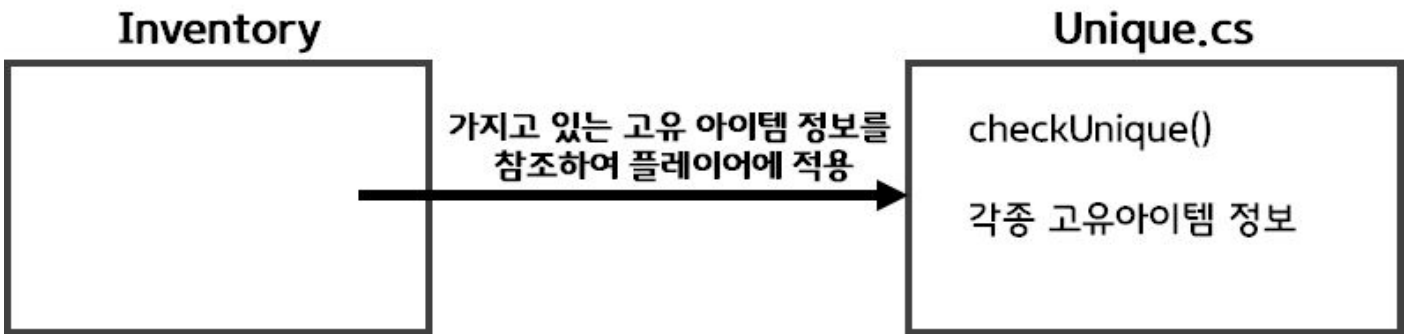 Inventory
Unique.cs
가지고 있는 고유 아이템 정보를
참조하여 플레이어에 적용
checkUnique()
각종 고유아이템 정보